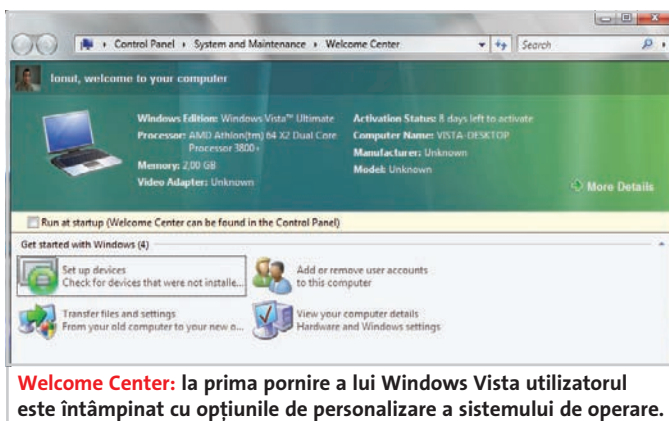 Control Panel ▸ System and Maintenance ▸ Welcome Center
Search
Ionut, welcome to your computer
Windows Edition: Windows Vista™ Ultimate
Processor: AMD Athlon(tm) 64 X2 Dual Core
Processor 3800+
Memory: 2,00 GB
Video Adapter: Unknown
Activation Status: 8 days left to activate
Computer Name: VISTA-DESKTOP
Manufacturer: Unknown
Model: Unknown
More Details
Run at startup (Welcome Center can be found in the Control Panel)
Get started with Windows (4)
Set up devices
Check for devices that were not installe...
Add or remove user accounts
to this computer
Transfer files and settings
From your old computer to your new o...
View your computer details
Hardware and Windows settings
Welcome Center: la prima pornire a lui Windows Vista utilizatorul
este întâmpinat cu opțiunile de personalizare a sistemului de operare.